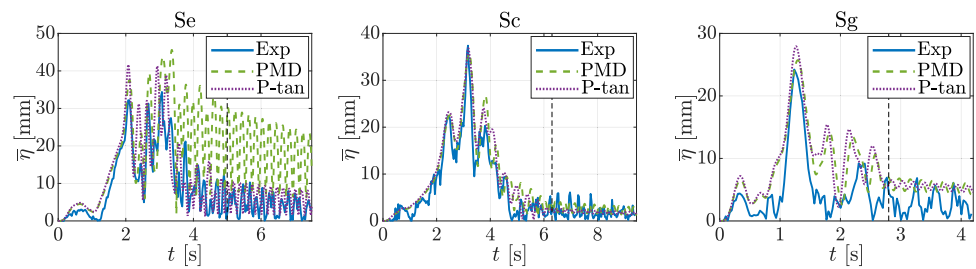 Se
50
40
30
20
10
0
η̅ [mm]
0 2 4 6
t [s]
Exp
PMD
P-tan
Sc
40
30
20
10
0
η̅ [mm]
0 2 4 6 8
t [s]
Exp
PMD
P-tan
Sg
30
20
10
0
η̅ [mm]
0 1 2 3 4
t [s]
Exp
PMD
P-tan